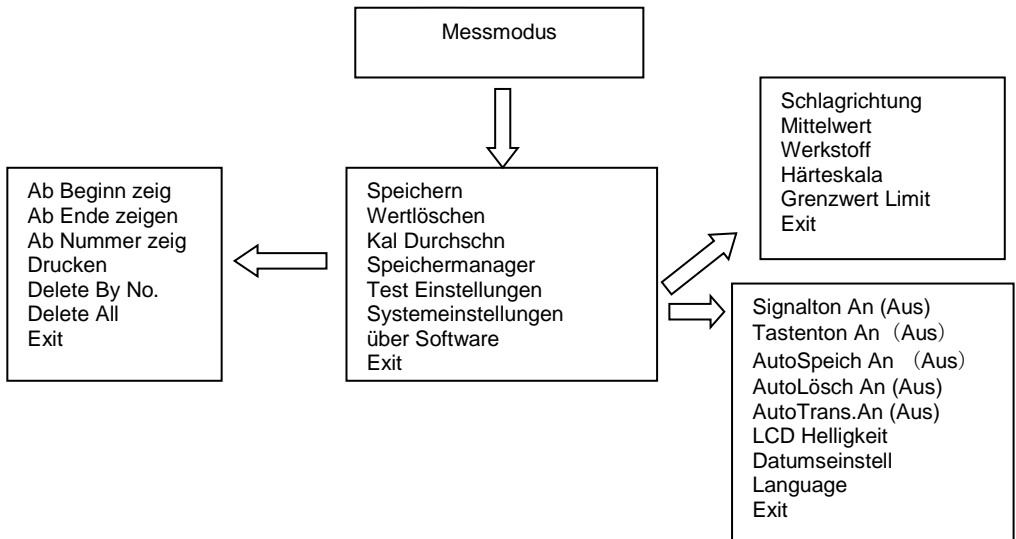 Messmodus
Schlagrichtung
Mittelwert
Werkstoff
Härteskala
Grenzwert Limit
Exit
Ab Beginn zeig
Ab Ende zeigen
Ab Nummer zeig
Drucken
Delete By No.
Delete All
Exit
Speichern
Wertlöschen
Kal Durchschn
Speichermanager
Test Einstellungen
Systemeinstellungen
über Software
Exit
Signalton An (Aus)
Tastenton An（Aus）
AutoSpeich An （Aus）
AutoLösch An (Aus)
AutoTrans.An (Aus)
LCD Helligkeit
Datumseinstell
Language
Exit